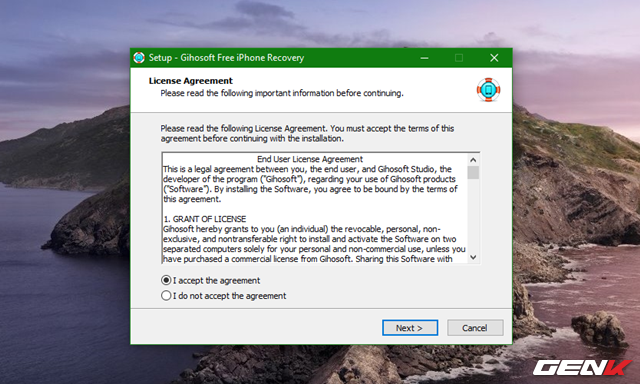 Setup - Gihosoft Free iPhone Recovery
License Agreement
Please read the following important information before continuing.
Please read the following License Agreement. You must accept the terms of this
agreement before continuing with the installation.
End User License Agreement
This is a legal agreement between you, the end user, and Gihosoft Studio, the
developer of the program ("Gihosoft"), regarding your use of Gihosoft products
("Software"). By installing the Software, you agree to be bound by the terms of
this agreement.
1. GRANT OF LICENSE
Gihosoft hereby grants to you (an individual) the revocable, personal, non-
exclusive, and nontransferable right to install and activate the Software on two
separate computers solely for your personal and non-commercial use, unless you
have purchased a commercial license from Gihosoft. Sharing this Software with
I accept the agreement
I do not accept the agreement
Next >
Cancel
GENK